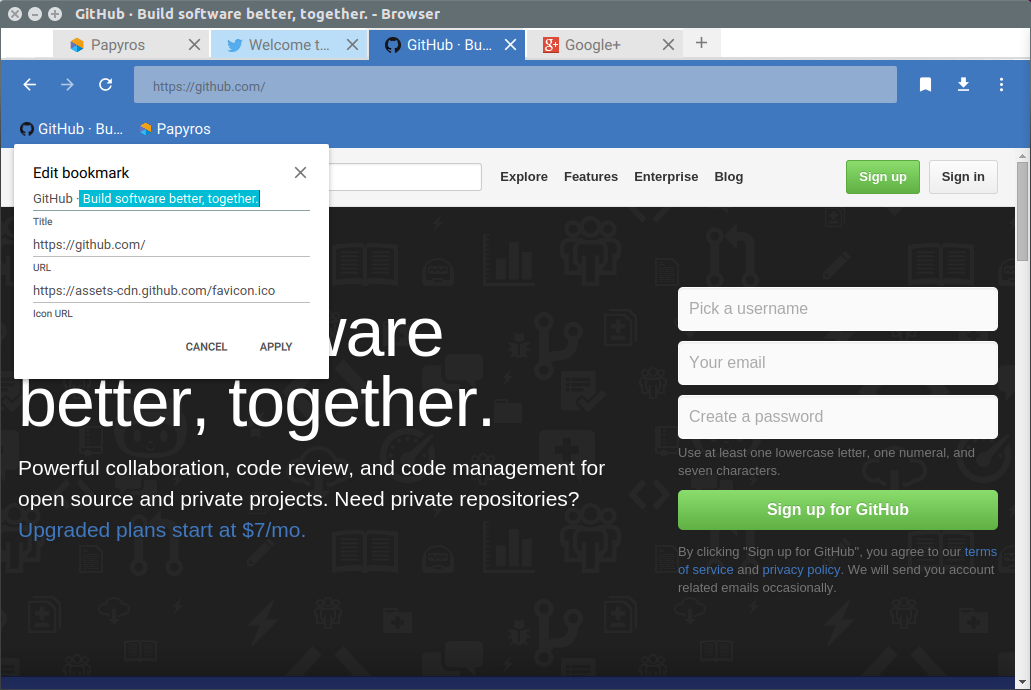 GitHub · Build software better, together. - Browser
Papyros
Welcome t...
GitHub · Bu...
Google+
https://github.com/
GitHub · Bu...
Papyros
Edit bookmark
GitHub · Build software better, together.
Title
https://github.com/
URL
https://assets-cdn.github.com/favicon.ico
Icon URL
CANCEL
APPLY
Explore
Features
Enterprise
Blog
Sign up
Sign in
ware
better, together.
Powerful collaboration, code review, and code management for
open source and private projects. Need private repositories?
Upgraded plans start at $7/mo.
Pick a username
Your email
Create a password
Use at least one lowercase letter, one numeral, and
seven characters.
Sign up for GitHub
By clicking "Sign up for GitHub", you agree to our terms
of service and privacy policy. We will send you account
related emails occasionally.